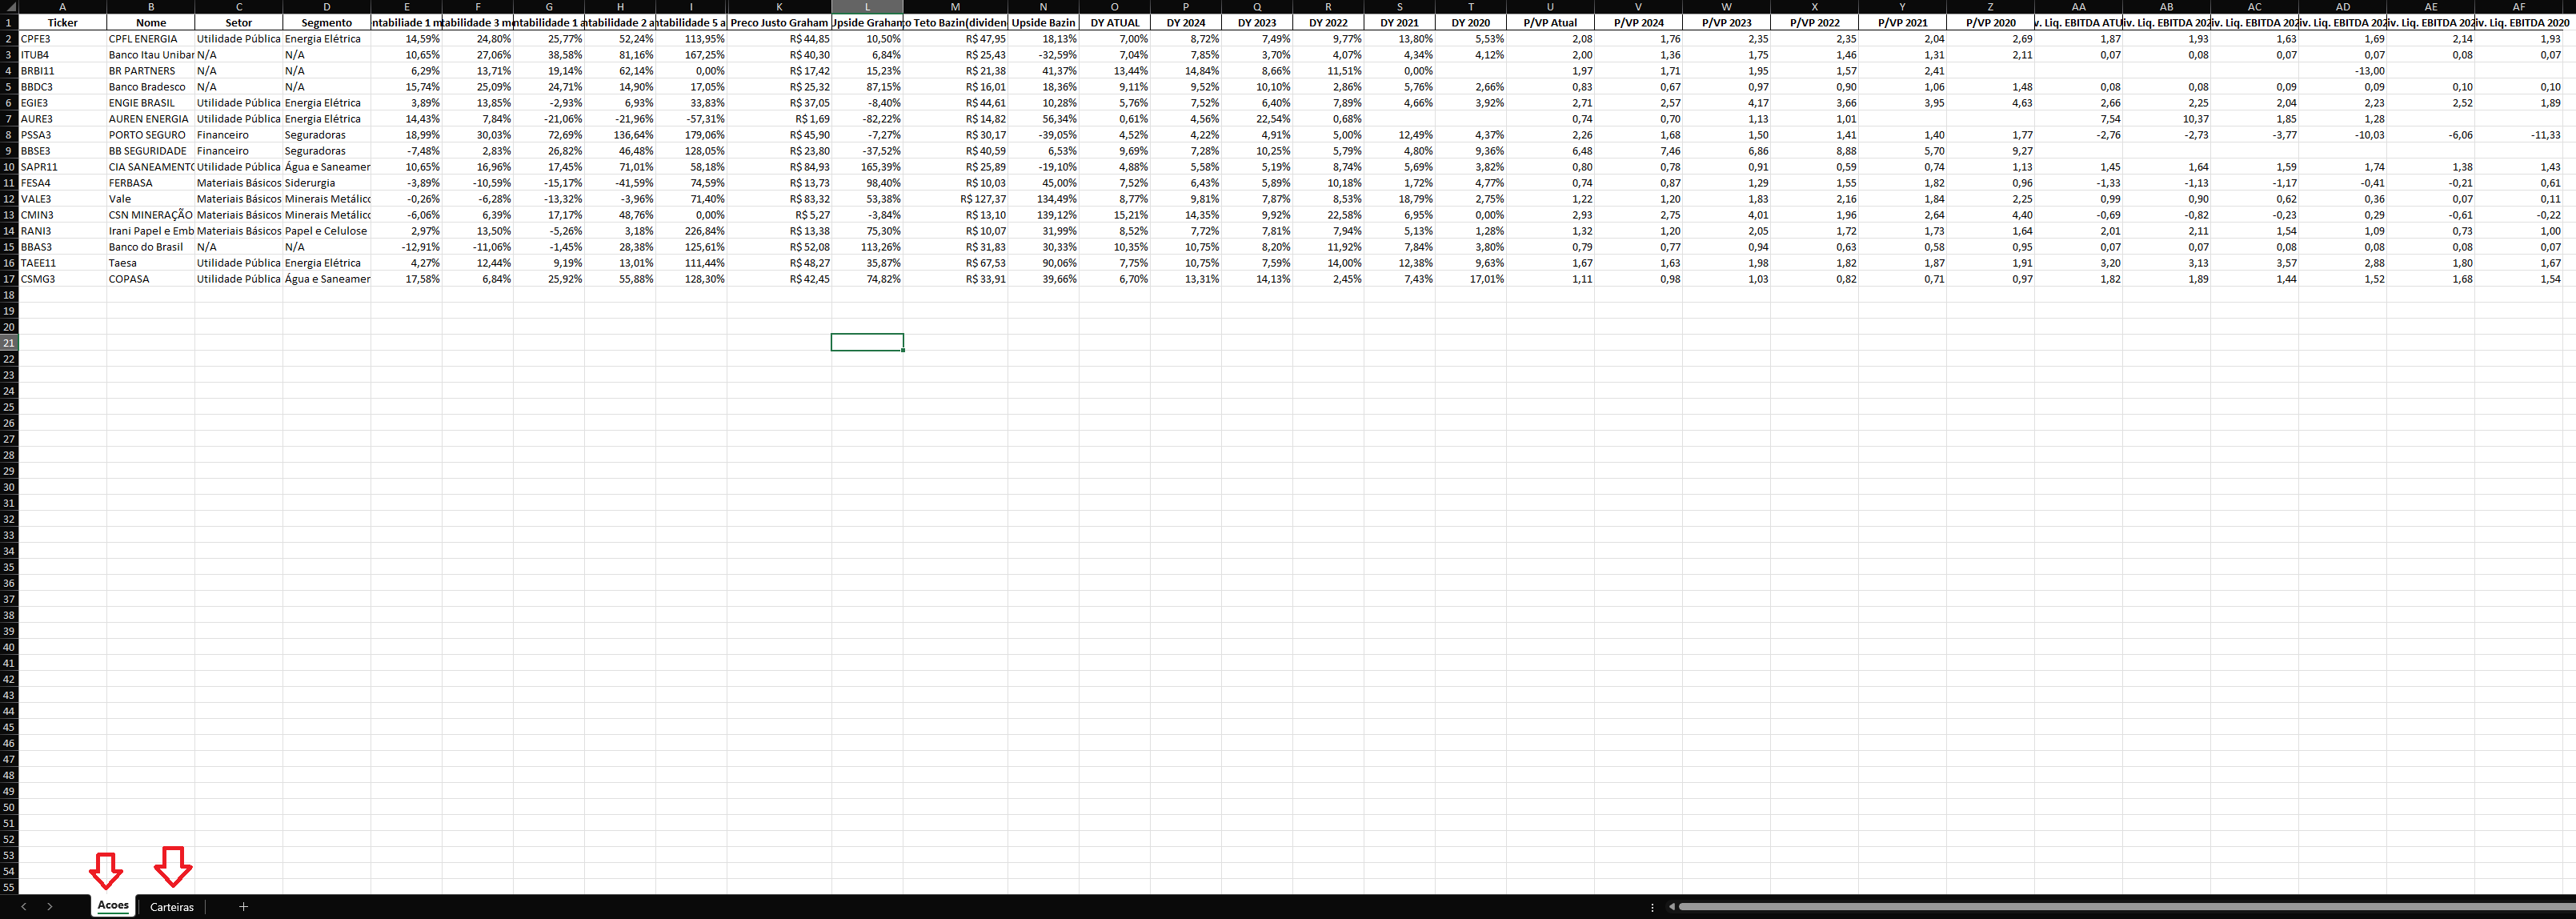 A B C D E F G H I K L M N O P Q R S T U V W X Y Z AA AB AC AD AE AF
1 Ticker Nome Setor Segmento ntabiliade 1 m tabilidade 3 m ntabilidade 1 a ntabilidade 2 a ntabilidade 5 a Preco Justo Graham Upside Graham o Teto Bazin(dividen Upside Bazin DY ATUAL DY 2024 DY 2023 DY 2022 DY 2021 DY 2020 P/VP Atual P/VP 2024 P/VP 2023 P/VP 2022 P/VP 2021 P/VP 2020 v. Liq. EBITDA ATU iv. Liq. EBITDA 202 iv. Liq. EBITDA 202 iv. Liq. EBITDA 202 iv. Liq. EBITDA 202 iv. Liq. EBITDA 2020
2 CPFE3 CPFL ENERGIA Utilidade Pública Energia Elétrica 14,59% 24,80% 25,77% 52,24% 113,95% R$ 44,85 10,50% R$ 47,95 18,13% 7,00% 8,72% 7,49% 9,77% 13,80% 5,53% 2,08 1,76 2,35 2,35 2,04 2,69 1,87 1,93 1,63 1,69 2,14 1,93
3 ITUB4 Banco Itau Unibar N/A N/A 10,65% 27,06% 38,58% 81,16% 167,25% R$ 40,30 6,84% R$ 25,43 -32,59% 7,04% 7,85% 3,70% 4,07% 4,34% 4,12% 2,00 1,36 1,75 1,46 1,31 2,11 0,07 0,08 0,07 0,07 0,08 0,07
4 BRBI11 BR PARTNERS N/A N/A 6,29% 13,71% 19,14% 62,14% 0,00% R$ 17,42 15,23% R$ 21,38 41,37% 13,44% 14,84% 8,66% 11,51% 0,00% 1,97 1,71 1,95 1,57 2,41 -13,00
5 BBDC3 Banco Bradesco N/A N/A 15,74% 25,09% 24,71% 14,90% 17,05% R$ 25,32 87,15% R$ 16,01 18,36% 9,11% 9,52% 10,10% 2,86% 5,76% 2,66% 0,83 0,67 0,97 0,90 1,06 1,48 0,08 0,08 0,09 0,09 0,10 0,10
6 EGIE3 ENGIE BRASIL Utilidade Pública Energia Elétrica 3,89% 13,85% -2,93% 6,93% 33,83% R$ 37,05 -8,40% R$ 44,61 10,28% 5,76% 7,52% 6,40% 7,89% 4,66% 3,92% 2,71 2,57 4,17 3,66 3,95 4,63 2,66 2,25 2,04 2,23 2,52 1,89
7 AURE3 AUREN ENERGIA Utilidade Pública Energia Elétrica 14,43% 7,84% -21,06% -21,96% -57,31% R$ 1,69 -82,22% R$ 14,82 56,34% 0,61% 4,56% 22,54% 0,68% 0,74 0,70 1,13 1,01 7,54 10,37 1,85 1,28
8 PSSA3 PORTO SEGURO Financeiro Seguradoras 18,99% 30,03% 72,69% 136,64% 179,06% R$ 45,90 -7,27% R$ 30,17 -39,05% 4,52% 4,22% 4,91% 5,00% 12,49% 4,37% 2,26 1,68 1,50 1,41 1,40 1,77 -2,76 -2,73 -3,77 -10,03 -6,06 -11,33
9 BBSE3 BB SEGURIDADE Financeiro Seguradoras -7,48% 2,83% 26,82% 46,48% 128,05% R$ 23,80 -37,52% R$ 40,59 6,53% 9,69% 7,28% 10,25% 5,79% 4,80% 9,36% 6,48 7,46 6,86 8,88 5,70 9,27
10 SAPR11 CIA SANEAMENTO Utilidade Pública Água e Saneamer 10,65% 16,96% 17,45% 71,01% 58,18% R$ 84,93 165,39% R$ 25,89 -19,10% 4,88% 5,58% 5,19% 8,74% 5,69% 3,82% 0,80 0,78 0,91 0,59 0,74 1,13 1,45 1,64 1,59 1,74 1,38 1,43
11 FESA4 FERBASA Materiais Básicos Siderurgia -3,89% -10,59% -15,17% -41,59% 74,59% R$ 13,73 98,40% R$ 10,03 45,00% 7,52% 6,43% 5,89% 10,18% 1,72% 4,77% 0,74 0,87 1,29 1,55 1,82 0,96 -1,33 -1,13 -1,17 -0,41 -0,21 0,61
12 VALE3 Vale Materiais Básicos Minerais Metálico -0,26% -6,28% -13,32% -3,96% 71,40% R$ 83,32 53,38% R$ 127,37 134,49% 8,77% 9,81% 7,87% 8,53% 18,79% 2,75% 1,22 1,20 1,83 2,16 1,84 2,25 0,99 0,90 0,62 0,36 0,07 0,11
13 CMIN3 CSN MINERAÇÃO Materiais Básicos Minerais Metálico -6,06% 6,39% 17,17% 48,76% 0,00% R$ 5,27 -3,84% R$ 13,10 139,12% 15,21% 14,35% 9,92% 22,58% 6,95% 0,00% 2,93 2,75 4,01 1,96 2,64 4,40 -0,69 -0,82 -0,23 0,29 -0,61 -0,22
14 RANI3 Irani Papel e Emb Materiais Básicos Papel e Celulose 2,97% 13,50% -5,26% 3,18% 226,84% R$ 13,38 75,30% R$ 10,07 31,99% 8,52% 7,72% 7,81% 7,94% 5,13% 1,28% 1,32 1,20 2,05 1,72 1,73 1,64 2,01 2,11 1,54 1,09 0,73 1,00
15 BBAS3 Banco do Brasil N/A N/A -12,91% -11,06% -1,45% 28,38% 125,61% R$ 52,08 113,26% R$ 31,83 30,33% 10,35% 10,75% 8,20% 11,92% 7,84% 3,80% 0,79 0,77 0,94 0,63 0,58 0,95 0,07 0,07 0,08 0,08 0,08 0,07
16 TAEE11 Taesa Utilidade Pública Energia Elétrica 4,27% 12,44% 9,19% 13,01% 111,44% R$ 48,27 35,87% R$ 67,53 90,06% 7,75% 10,75% 7,59% 14,00% 12,38% 9,63% 1,67 1,63 1,98 1,82 1,87 1,91 3,20 3,13 3,57 2,88 1,80 1,67
17 CSMG3 COPASA Utilidade Pública Água e Saneamer 17,58% 6,84% 25,92% 55,88% 128,30% R$ 42,45 74,82% R$ 33,91 39,66% 6,70% 13,31% 14,13% 2,45% 7,43% 17,01% 1,11 0,98 1,03 0,82 0,71 0,97 1,82 1,89 1,44 1,52 1,68 1,54
18
19
20
21
22
23
24
25
26
27
28
29
30
31
32
33
34
35
36
37
38
39
40
41
42
43
44
45
46
47
48
49
50
51
52
53
54
55
Acoes Carteiras